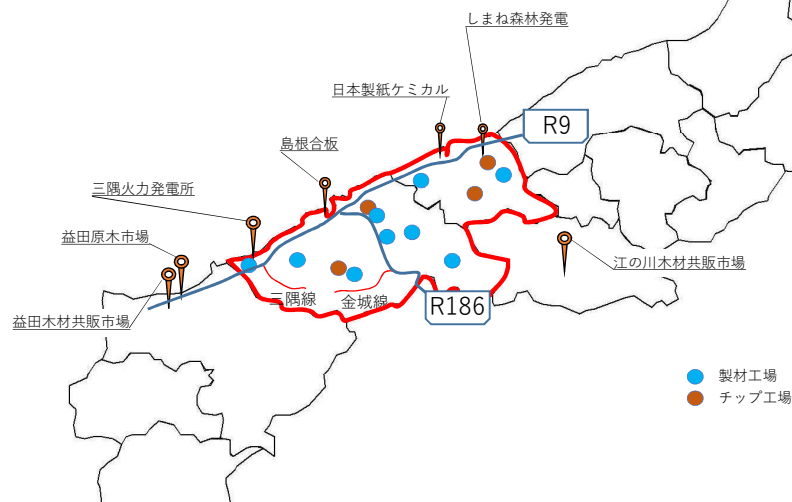 しまね森林発電
日本製紙ケミカル
R9
島根合板
三隅火力発電所
益田原木市場
江の川木材共販市場
三隅線
金城線
R186
益田木材共販市場
製材工場
チップ工場